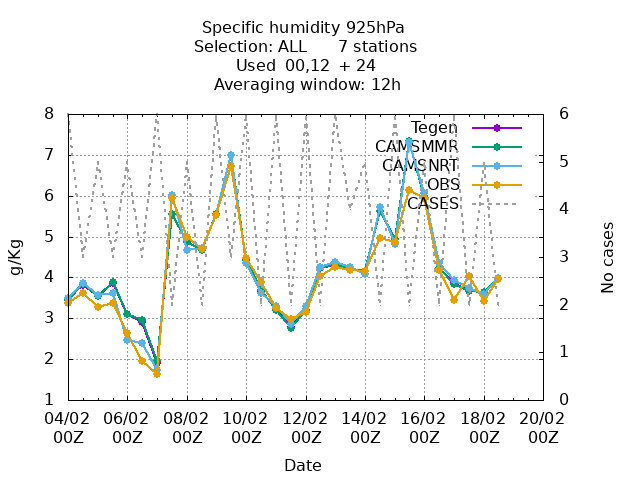 Specific humidity 925hPa
Selection: ALL 7 stations
Used 00,12 + 24
Averaging window: 12h
8
7
6
5
4
3
2
1
g/Kg
6
5
4
3
2
1
0
No cases
Tegen
CAMSMMR
CAMSNRT
OBS
CASES
04/02 06/02 08/02 10/02 12/02 14/02 16/02 18/02 20/02
00Z 00Z 00Z 00Z 00Z 00Z 00Z 00Z 00Z
Date